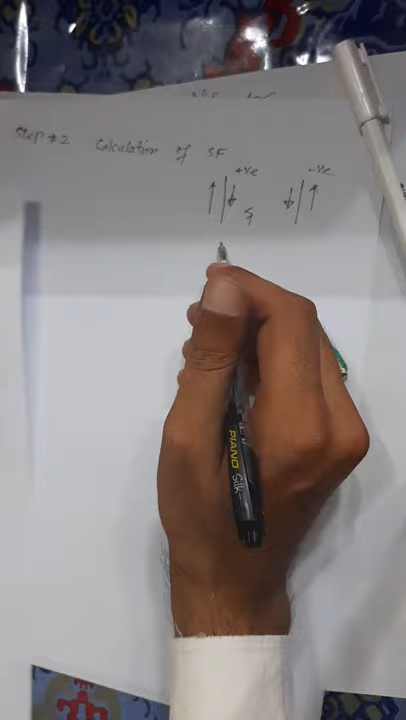 Step #2 Calculation of SF
+ve -ve
PIANO Silk